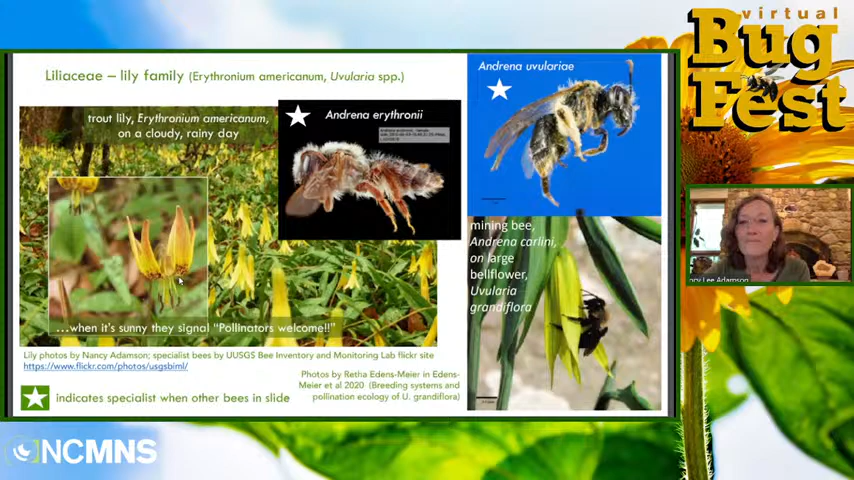 virtual
Bug
Fest
Liliaceae – lily family (Erythronium americanum, Uvularia spp.)
trout lily, Erythronium americanum,
on a cloudy, rainy day
Andrena erythronii
Andrena uvulariae
mining bee,
Andrena carlini,
on large
bellflower,
Uvularia
grandiflora
...when it's sunny they signal "Pollinators welcome!!"
Lily photos by Nancy Adamson; specialist bees by UUSGS Bee Inventory and Monitoring Lab flickr site
https://www.flickr.com/photos/usgsbiml/
Photos by Retha Edens-Meier in Edens-
Meier et al 2020 (Breeding systems and
pollination ecology of U. grandiflora)
indicates specialist when other bees in slide
Lee Adamson
NCMNS